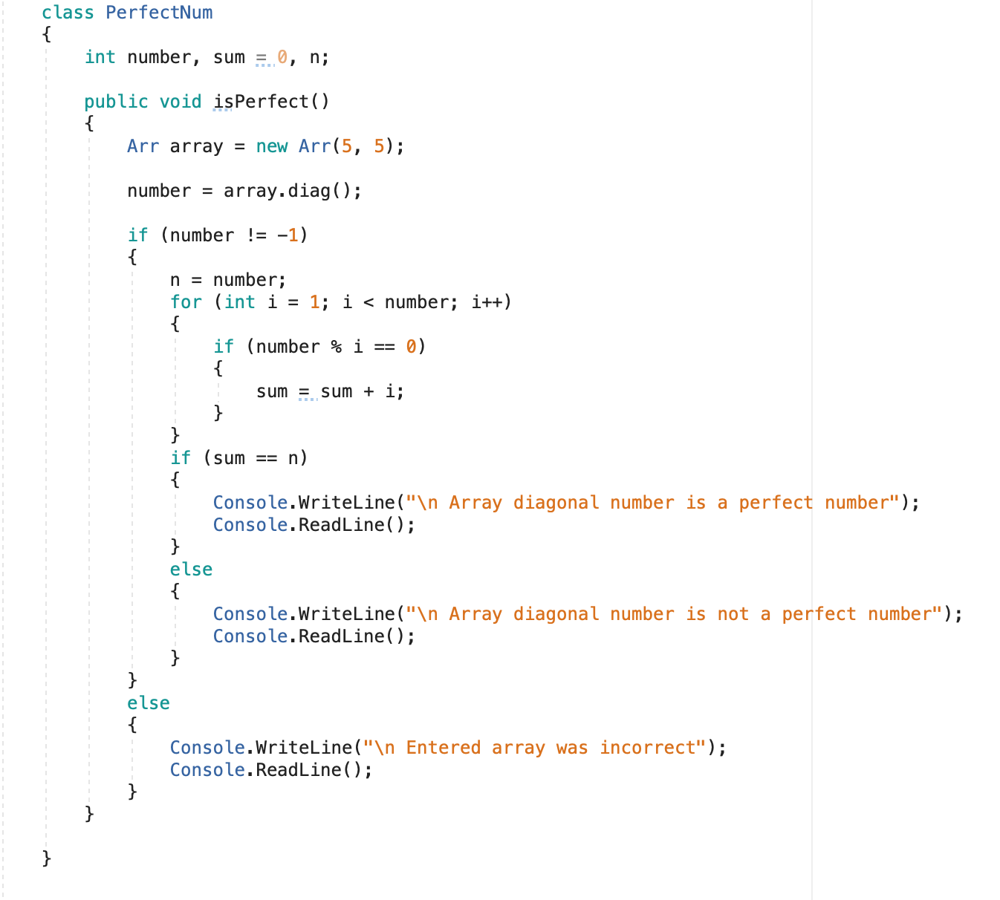 class PerfectNum
{
    int number, sum = 0, n;

    public void isPerfect()
    {
        Arr array = new Arr(5, 5);

        number = array.diag();

        if (number != -1)
        {
            n = number;
            for (int i = 1; i < number; i++)
            {
                if (number % i == 0)
                {
                    sum = sum + i;
                }
            }
            if (sum == n)
            {
                Console.WriteLine("\n Array diagonal number is a perfect number");
                Console.ReadLine();
            }
            else
            {
                Console.WriteLine("\n Array diagonal number is not a perfect number");
                Console.ReadLine();
            }
        }
        else
        {
            Console.WriteLine("\n Entered array was incorrect");
            Console.ReadLine();
        }
    }

}